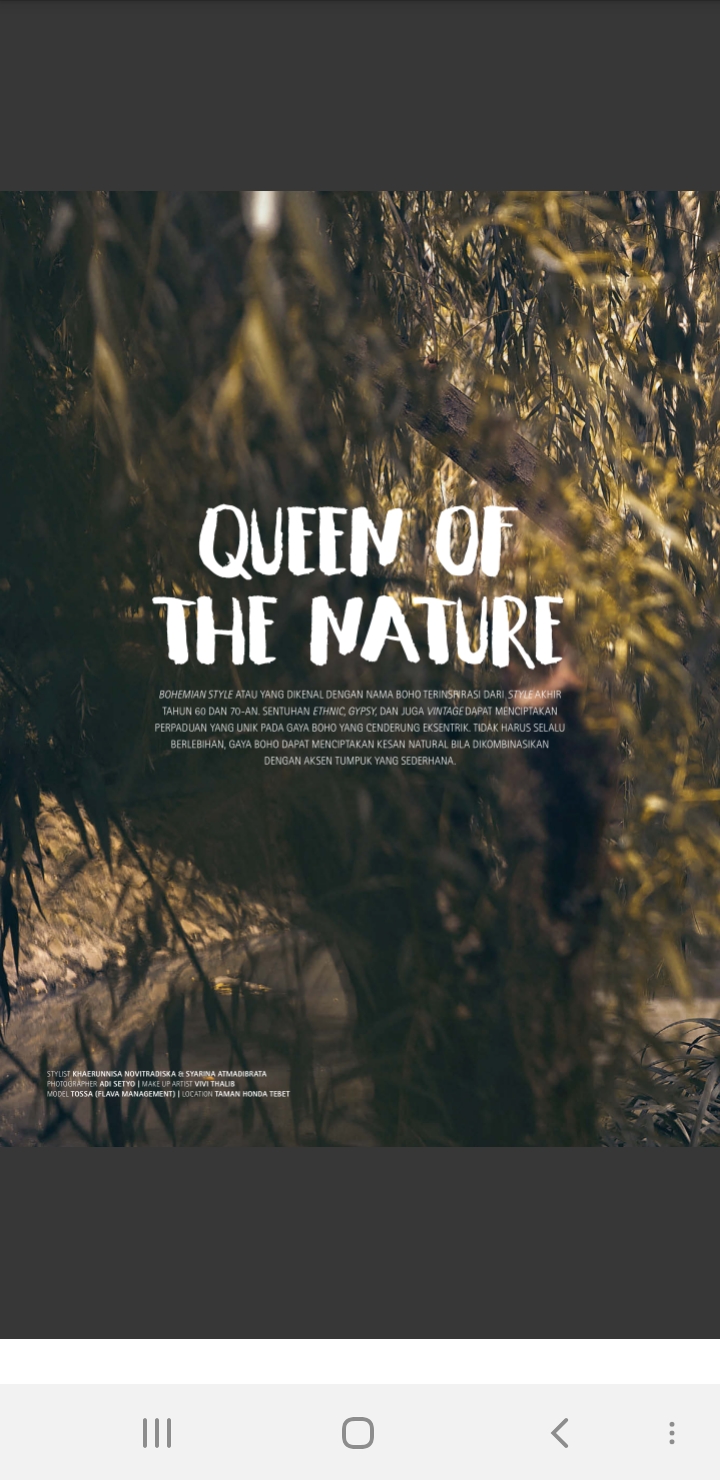 QUEEN OF
THE NATURE
BOHEMIAN STYLE ATAU YANG DIKENAL DENGAN NAMA BOHO TERINSPIRASI DARI STYLE AKHIR
TAHUN 60 DAN 70-AN. SENTUHAN ETHNIC, GYPSY, DAN JUGA VINTAGE DAPAT MENCIPTAKAN
PERPADUAN YANG UNIK PADA GAYA BOHO YANG CENDERUNG EKSENTRIK. TIDAK HARUS SELALU
BERLEBIHAN, GAYA BOHO DAPAT MENCIPTAKAN KESAN NATURAL BILA DIKOMBINASIKAN
DENGAN AKSEN TUMPUK YANG SEDERHANA.
STYLIST KHAERUNNISA NOVITRADISKA & SYARINA ATMADIBRATA
PHOTOGRAPHER ADI SETYO | MAKE UP ARTIST VIVI THALIB
MODEL TOSSA (FLAVA MANAGEMENT) | LOCATION TAMAN HONDA TEBET